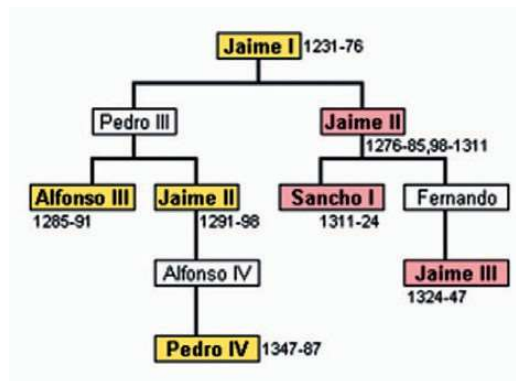 Jaime I 1231-76
Pedro III
Jaime II
1276-85,98-1311
Alfonso III
1285-91
Jaime II
1291-98
Sancho I
1311-24
Fernando
Alfonso IV
Jaime III
1324-47
Pedro IV 1347-87